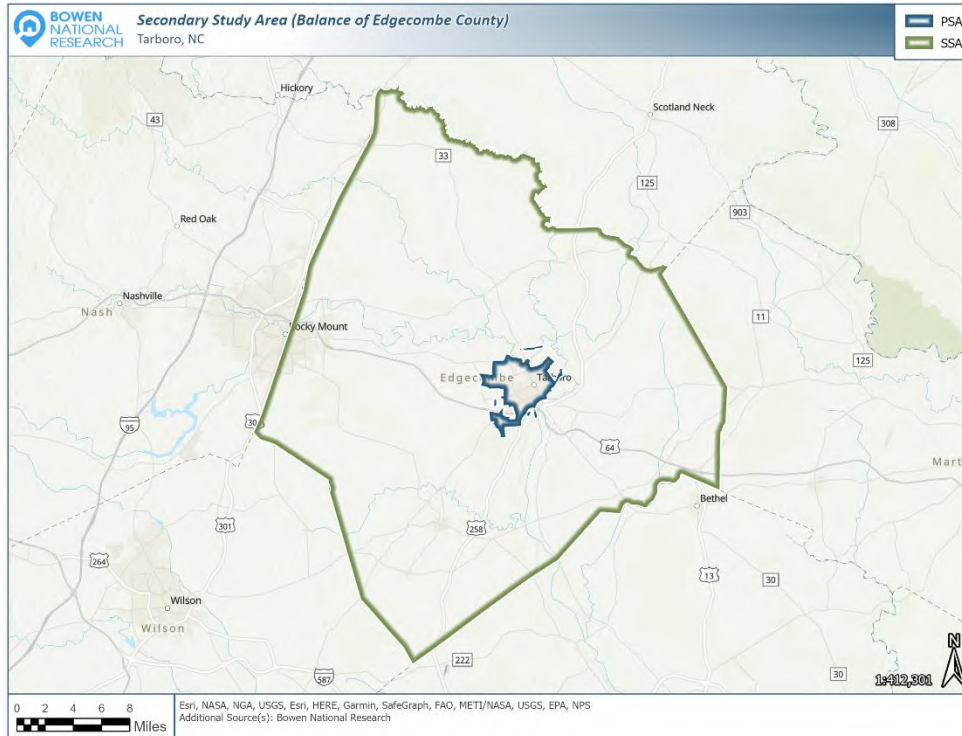 BOWEN
NATIONAL
RESEARCH
Secondary Study Area (Balance of Edgecombe County)
Tarboro, NC
PSA
SSA
Hickory
Scotland Neck
43
308
33
125
903
Red Oak
Nashville
Nash
Rocky Mount
11
125
Edgecombe
Tarboro
95
301
64
Mart
Bethel
301
258
264
13
30
Wilson
Wilson
222
587
30
N
1:412,301
0 2 4 6 8
Miles
Esri, NASA, NGA, USGS, Esri, HERE, Garmin, SafeGraph, FAO, METI/NASA, USGS, EPA, NPS
Additional Source(s): Bowen National Research